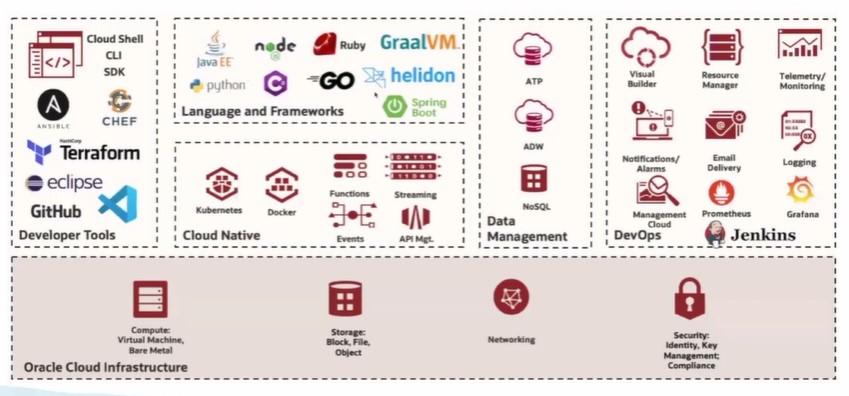 Cloud Shell
CLI
SDK
ANSIBLE
CHEF
HashiCorp
Terraform
eclipse
GitHub
Developer Tools
Java EE
node
Ruby
GraalVM
python
C#
GO
helidon
Spring
Boot
Language and Frameworks
Kubernetes
Docker
Functions
Streaming
Events
API Mgt.
Cloud Native
ATP
ADW
NoSQL
Data
Management
Visual
Builder
Resource
Manager
Telemetry/
Monitoring
Notifications/
Alarms
Email
Delivery
Logging
Management
Cloud
Prometheus
Grafana
DevOps
Jenkins
Compute:
Virtual Machine,
Bare Metal
Storage:
Block, File,
Object
Networking
Security:
Identity, Key
Management;
Compliance
Oracle Cloud Infrastructure